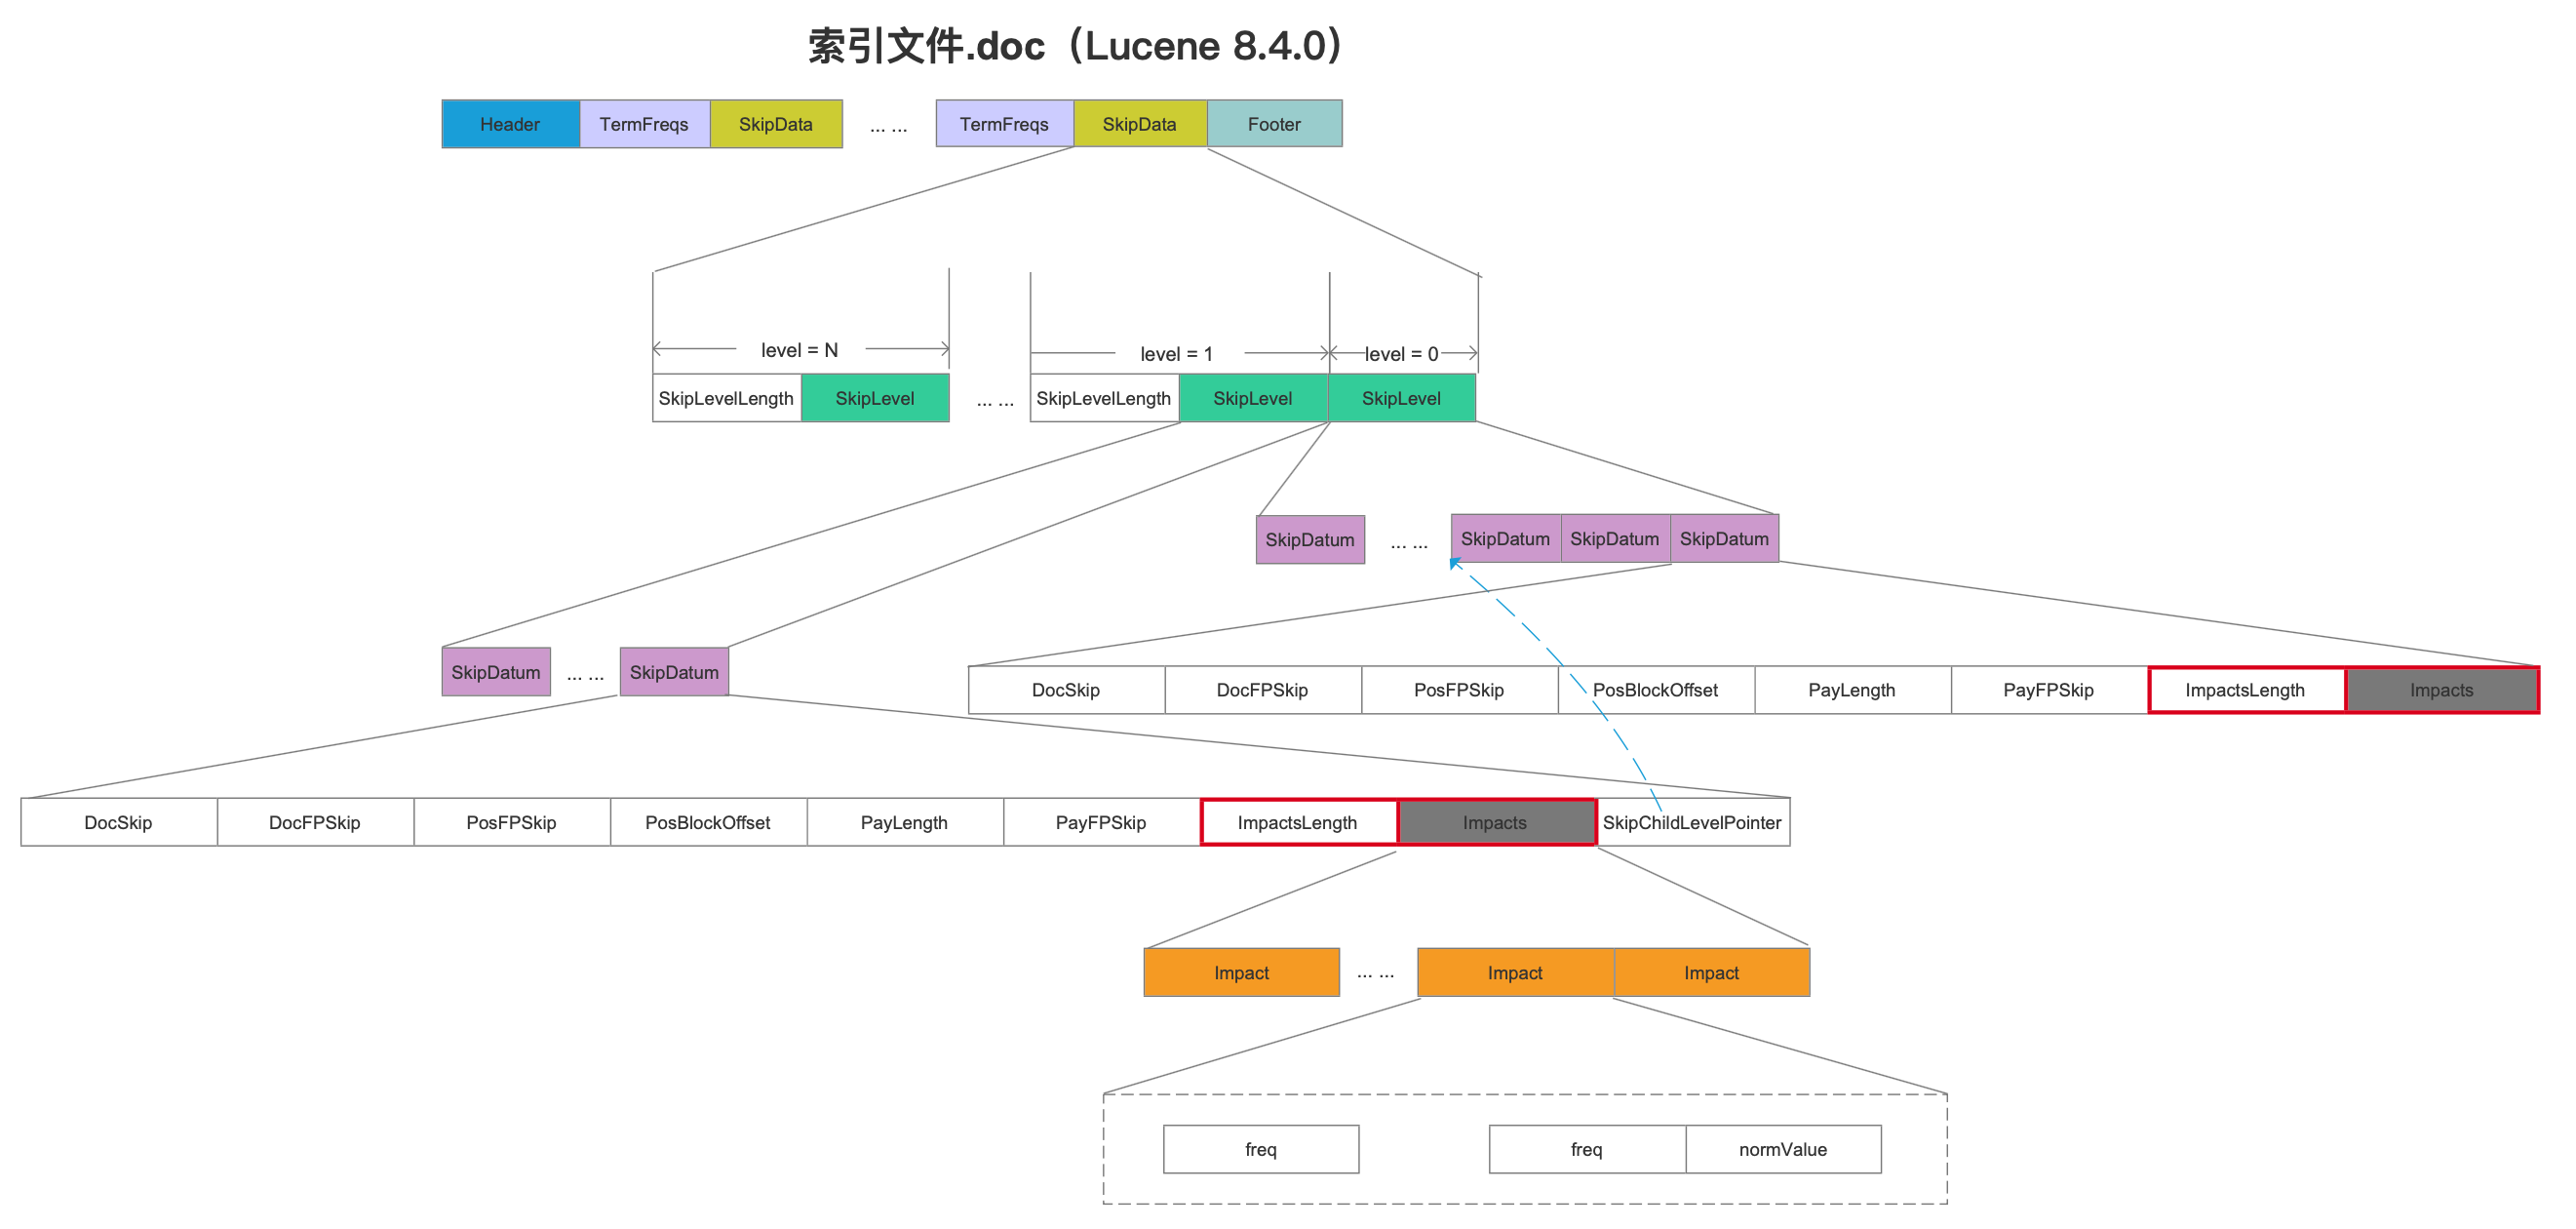 索引文件.doc（Lucene 8.4.0）
Header TermFreqs SkipData ... ... TermFreqs SkipData Footer
level = N level = 1 level = 0
SkipLevelLength SkipLevel ... ... SkipLevelLength SkipLevel SkipLevel
SkipDatum ... ... SkipDatum SkipDatum SkipDatum
SkipDatum ... ... SkipDatum
DocSkip DocFPSkip PosFPSkip PosBlockOffset PayLength PayFPSkip ImpactsLength Impacts
DocSkip DocFPSkip PosFPSkip PosBlockOffset PayLength PayFPSkip ImpactsLength Impacts SkipChildLevelPointer
Impact ... ... Impact Impact
freq freq normValue